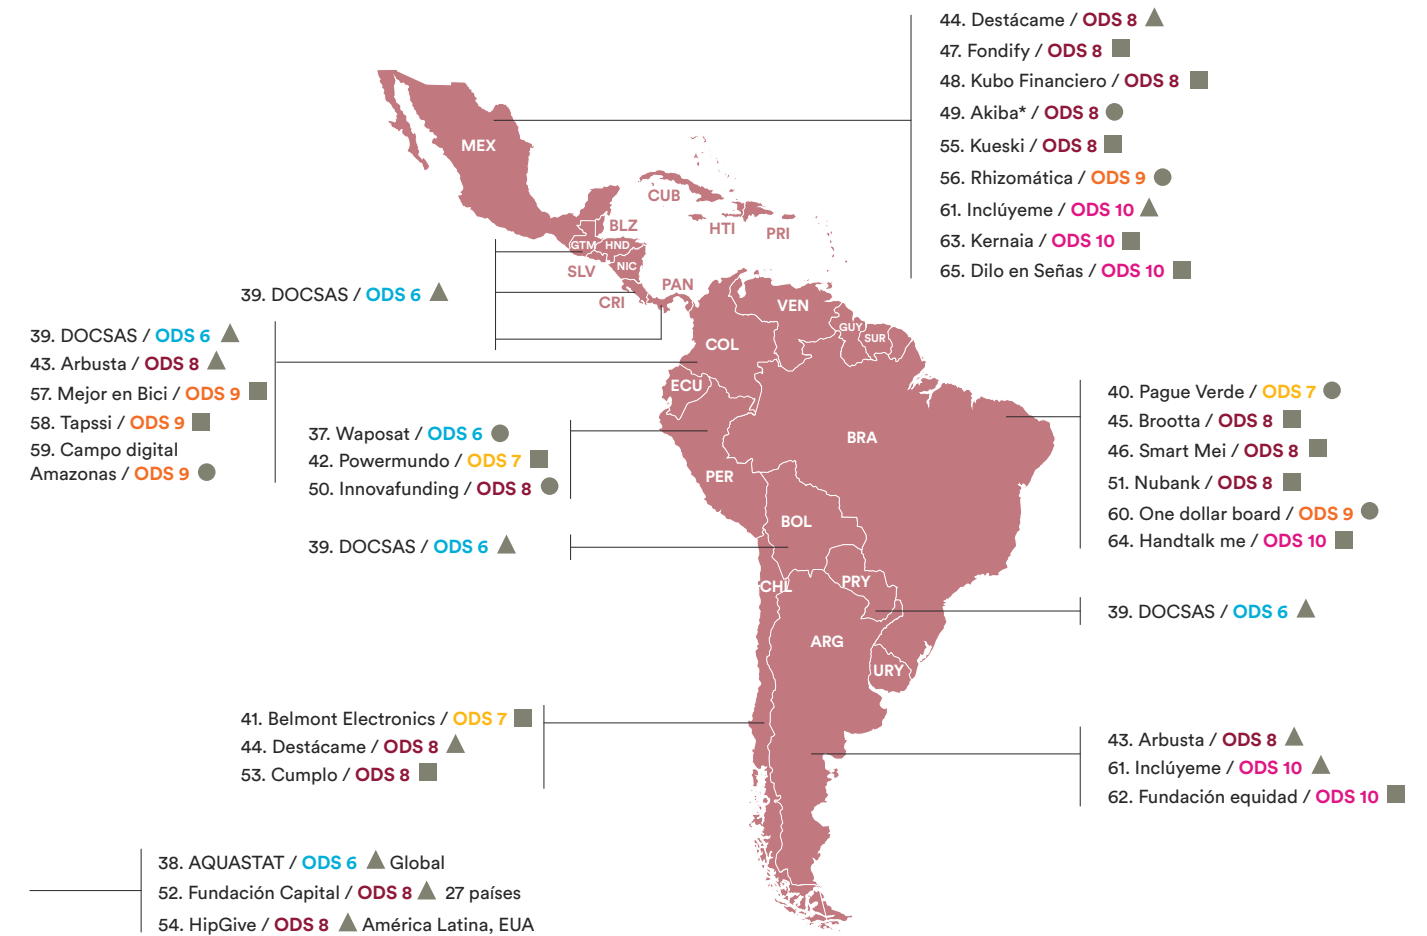 44. Destácame / ODS 8
47. Fondify / ODS 8
48. Kubo Financiero / ODS 8
49. Akiba* / ODS 8
55. Kueski / ODS 8
56. Rhizomática / ODS 9
61. Inclúyeme / ODS 10
63. Kernaia / ODS 10
65. Dilo en Señas / ODS 10
MEX
CUB
BLZ
HTI
PRI
GTM
HND
SLV
NIC
CRI
PAN
39. DOCSAS / ODS 6
39. DOCSAS / ODS 6
43. Arbusta / ODS 8
57. Mejor en Bici / ODS 9
58. Tapssi / ODS 9
59. Campo digital
Amazonas / ODS 9
VEN
GUY
SUR
COL
ECU
BRA
PER
BOL
CHL
PRY
ARG
URY
37. Waposat / ODS 6
42. Powermundo / ODS 7
50. Innovafunding / ODS 8
39. DOCSAS / ODS 6
40. Pague Verde / ODS 7
45. Brootta / ODS 8
46. Smart Mei / ODS 8
51. Nubank / ODS 8
60. One dollar board / ODS 9
64. Handtalk me / ODS 10
39. DOCSAS / ODS 6
41. Belmont Electronics / ODS 7
44. Destácame / ODS 8
53. Cumplo / ODS 8
43. Arbusta / ODS 8
61. Inclúyeme / ODS 10
62. Fundación equidad / ODS 10
38. AQUASTAT / ODS 6 Global
52. Fundación Capital / ODS 8 27 países
54. HipGive / ODS 8 América Latina, EUA